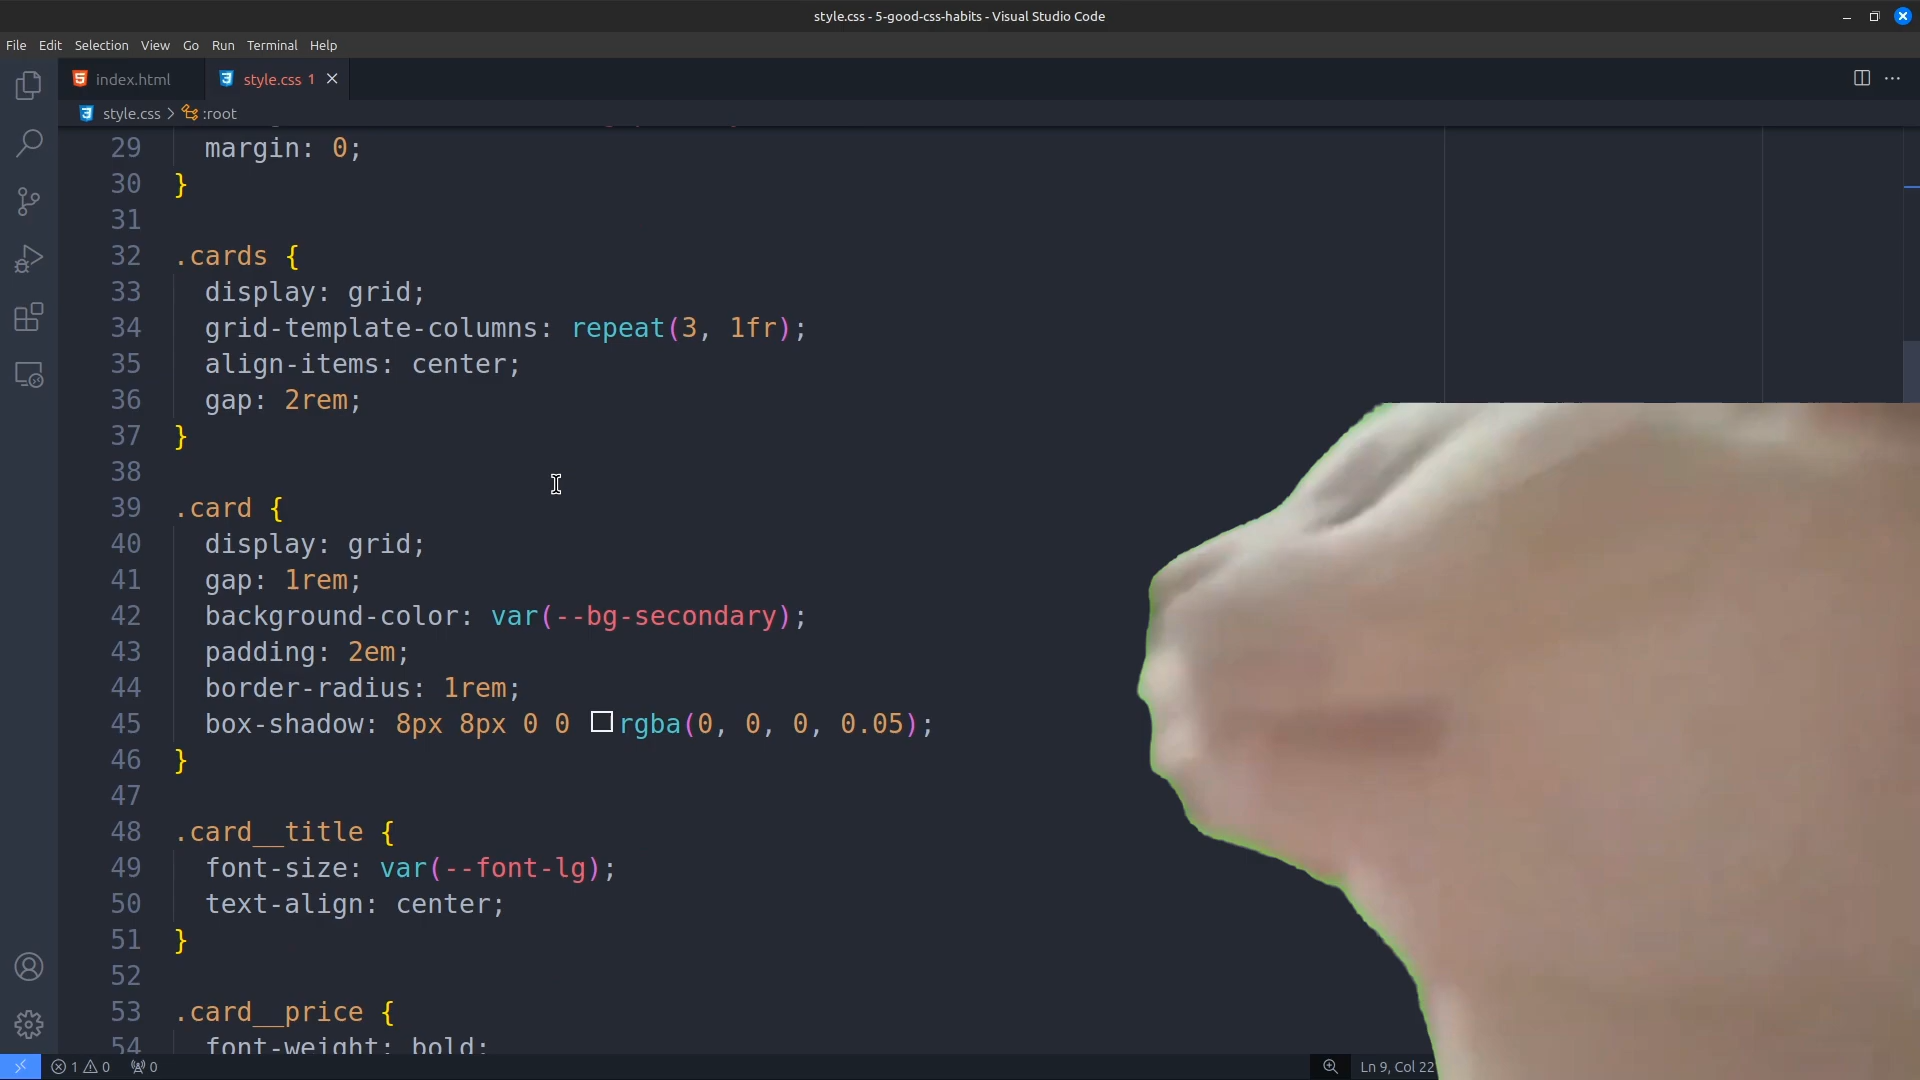 style.css - 5-good-css-habits - Visual Studio Code
File Edit Selection View Go Run Terminal Help
index.html style.css 1
style.css > :root
29 margin: 0;
30 }
31
32 .cards {
33 display: grid;
34 grid-template-columns: repeat(3, 1fr);
35 align-items: center;
36 gap: 2rem;
37 }
38
39 .card {
40 display: grid;
41 gap: 1rem;
42 background-color: var(--bg-secondary);
43 padding: 2em;
44 border-radius: 1rem;
45 box-shadow: 8px 8px 0 0 rgba(0, 0, 0, 0.05);
46 }
47
48 .card__title {
49 font-size: var(--font-lg);
50 text-align: center;
51 }
52
53 .card__price {
54 font-weight: bold;
1 0 0 Ln 9, Col 22